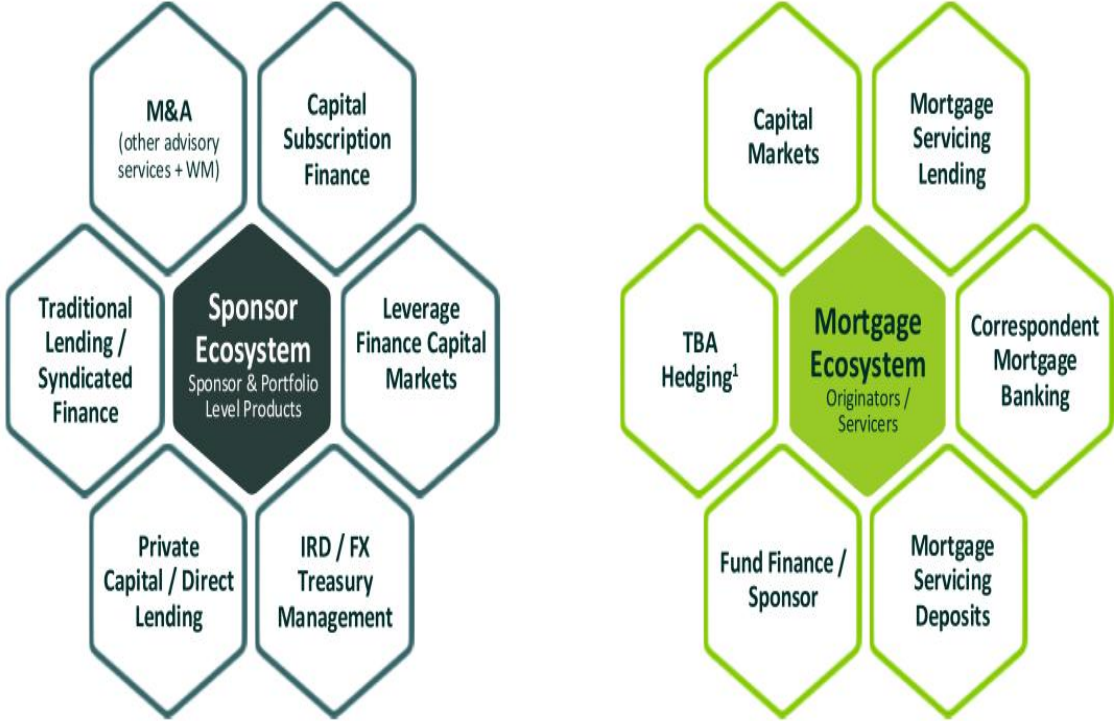 M&A
(other advisory
services + WM)
Capital
Subscription
Finance
Traditional
Lending /
Syndicated
Finance
Sponsor
Ecosystem
Sponsor & Portfolio
Level Products
Leverage
Finance Capital
Markets
Private
Capital / Direct
Lending
IRD / FX
Treasury
Management
Capital
Markets
Mortgage
Servicing
Lending
TBA
Hedging¹
Mortgage
Ecosystem
Originators /
Servicers
Correspondent
Mortgage
Banking
Fund Finance /
Sponsor
Mortgage
Servicing
Deposits